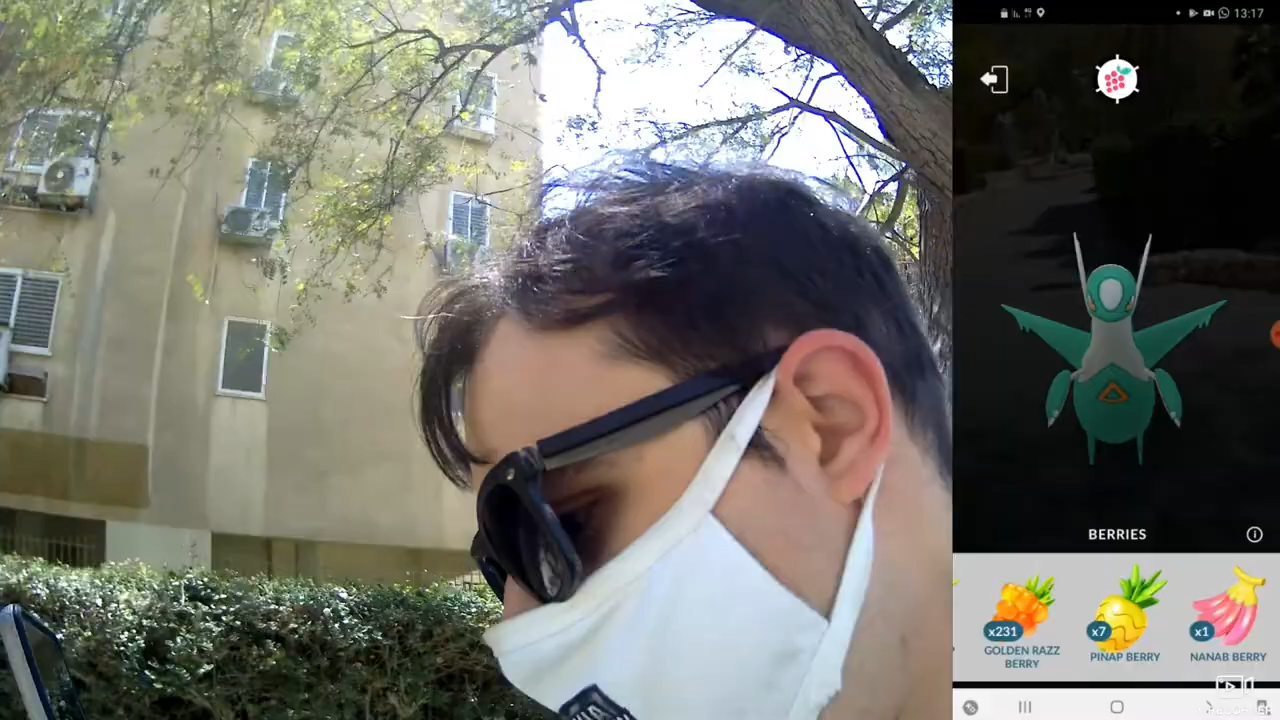 13:17
BERRIES
x231
x7
x1
GOLDEN RAZZ
BERRY
PINAP BERRY
NANAB BERRY